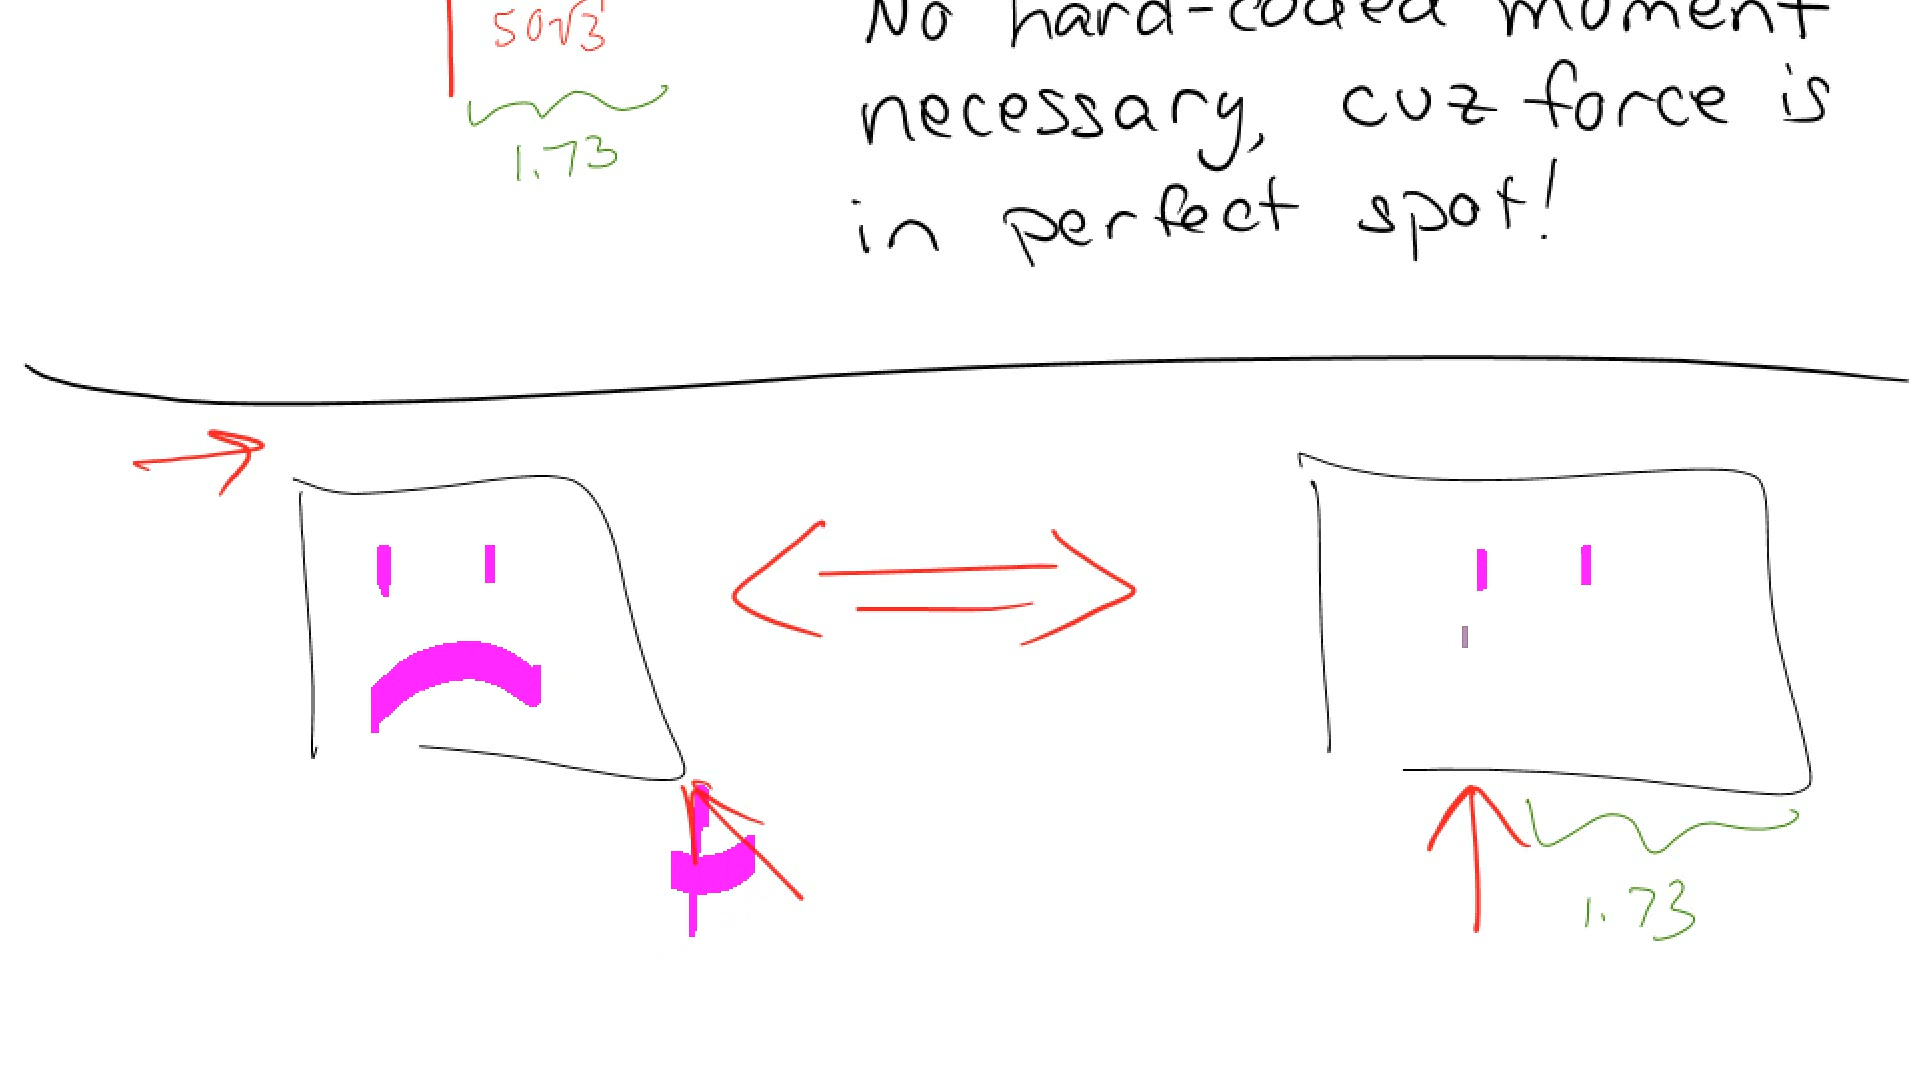 50√3
1.73
No hard-coded moment
necessary, cuz force is
in perfect spot!
1.73